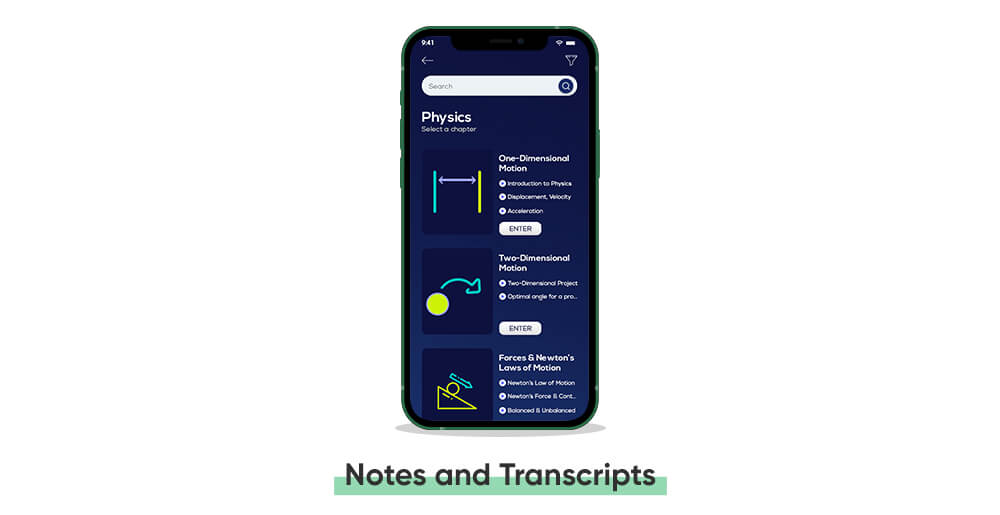 9:41
Search
Physics
Select a chapter
One-Dimensional
Motion
Introduction to Physics
Displacement, Velocity
Acceleration
ENTER
Two-Dimensional
Motion
Two-Dimensional Project
Optimal angle for a pro...
ENTER
Forces & Newton's
Laws of Motion
Newton's Law of Motion
Newton's Force & Cont...
Balanced & Unbalanced
Notes and Transcripts